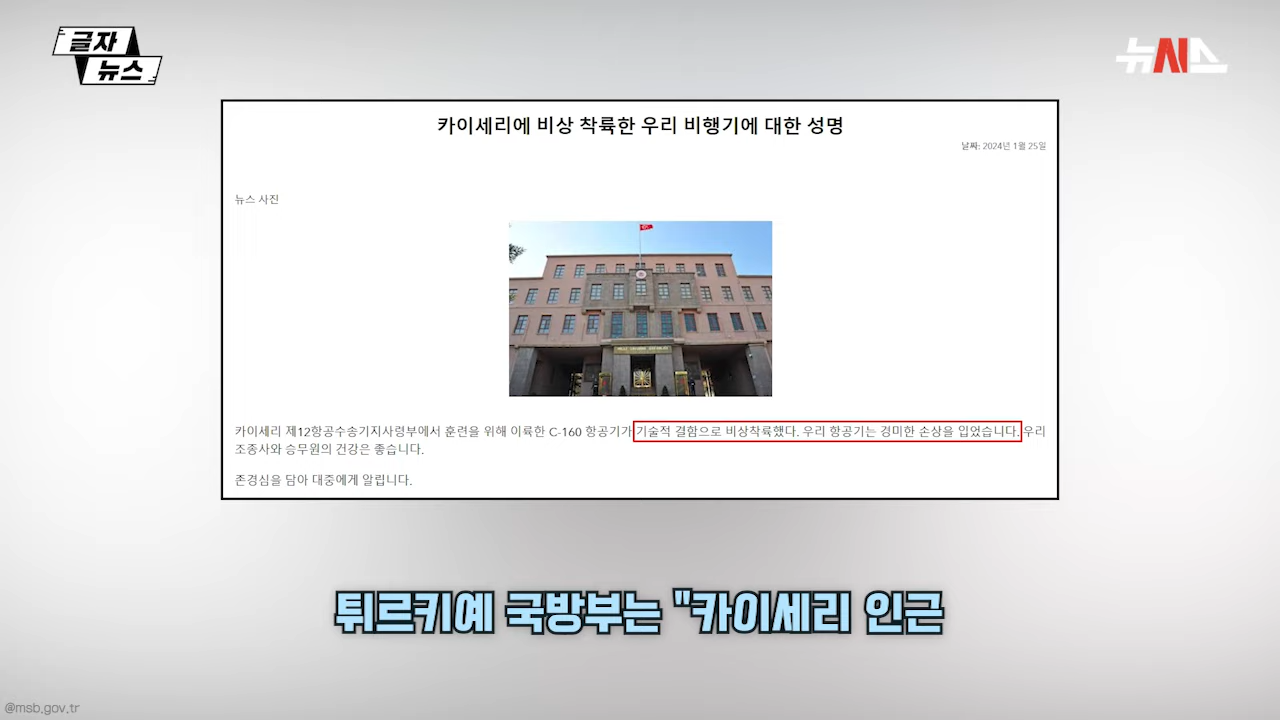 글자
뉴스
뉴시스
카이세리에 비상 착륙한 우리 비행기에 대한 성명
날짜: 2024년 1월 25일
뉴스 사진
카이세리 제12항공수송기지사령부에서 훈련을 위해 이륙한 C-160 항공기가 기술적 결함으로 비상착륙했다. 우리 항공기는 경미한 손상을 입었습니다. 우리
조종사와 승무원의 건강은 좋습니다.
존경심을 담아 대중에게 알립니다.
튀르키예 국방부는 "카이세리 인근
@msb.gov.tr